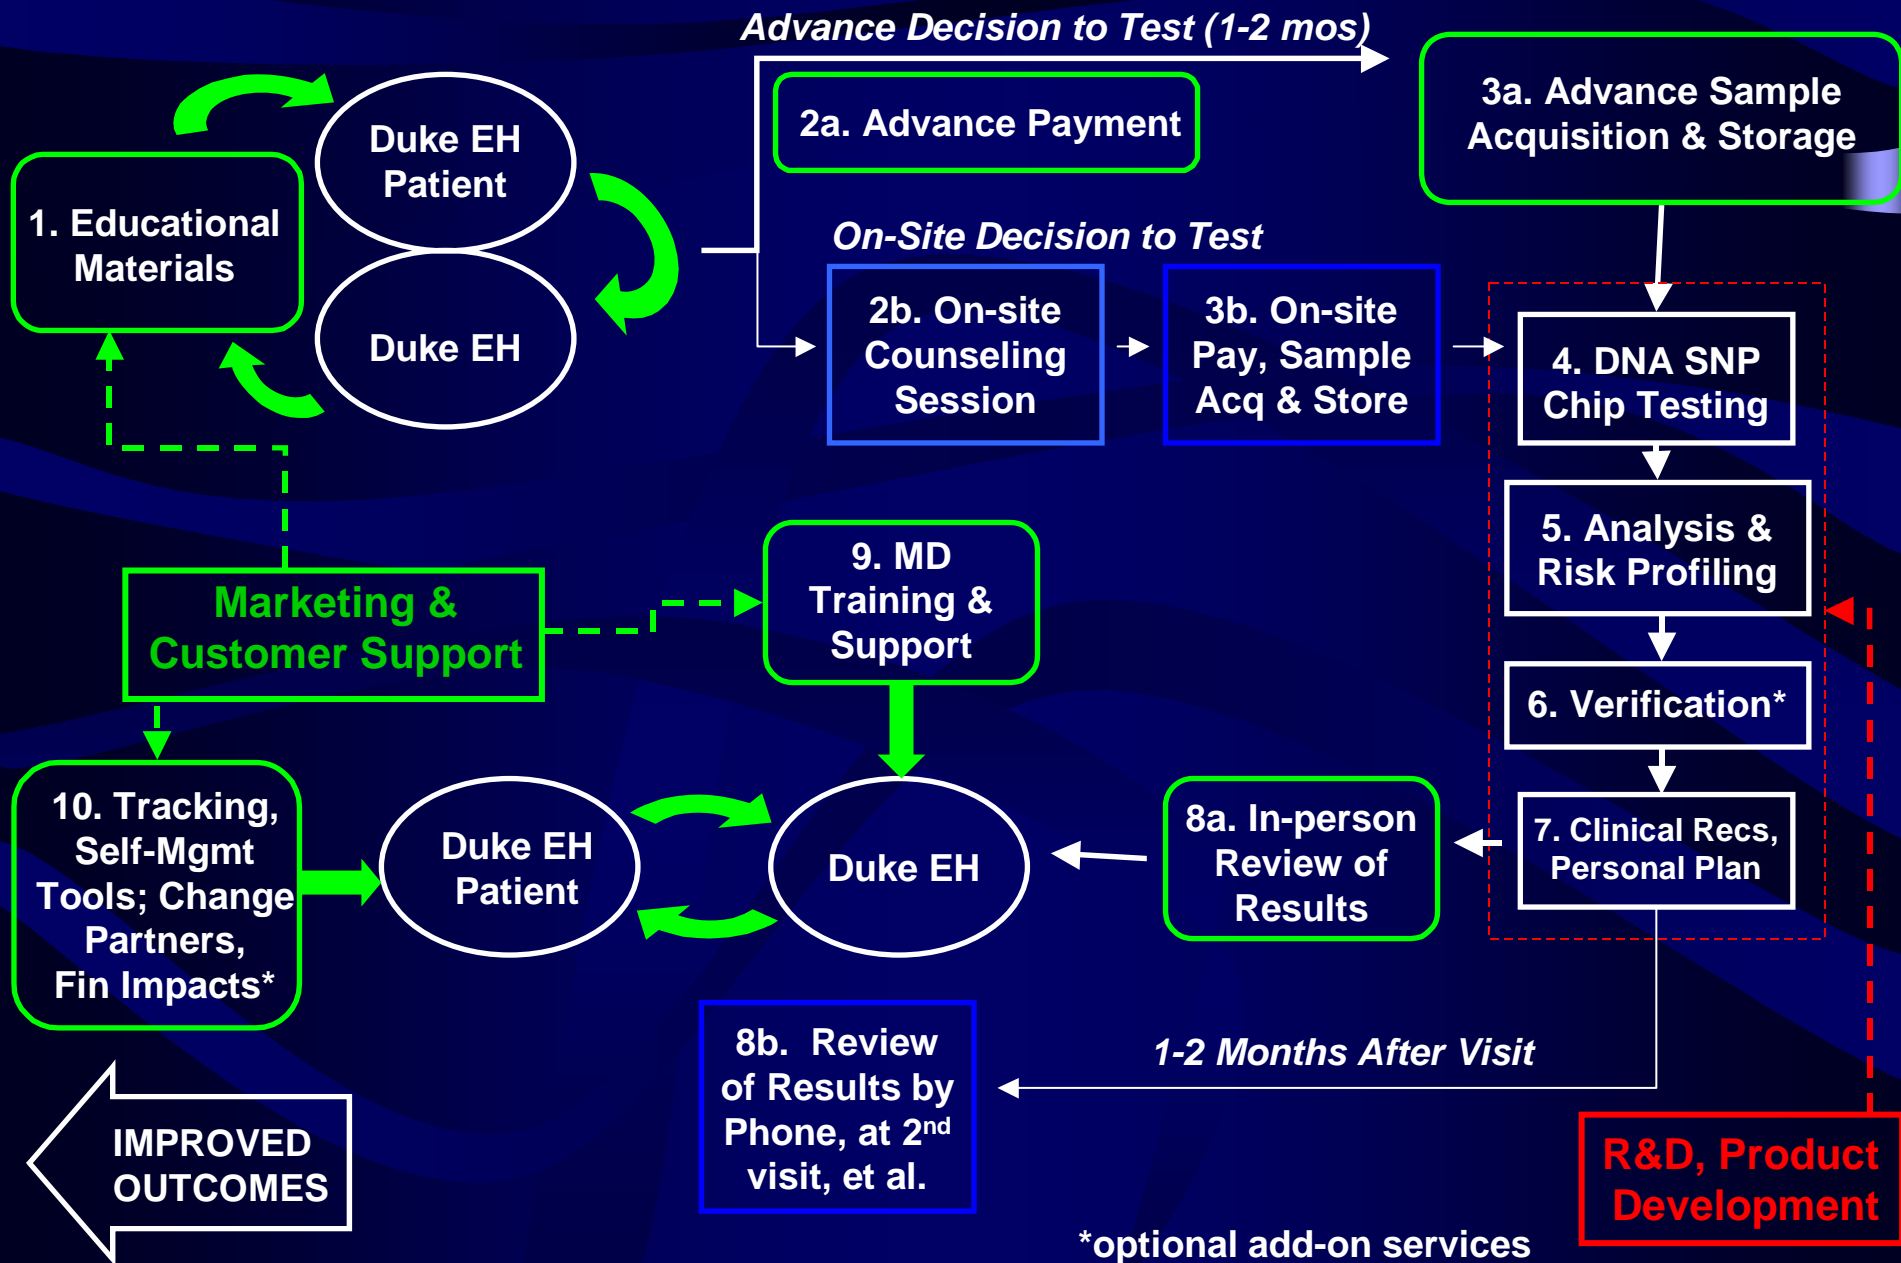 Advance Decision to Test (1-2 mos)
Duke EH
Patient
2a. Advance Payment
3a. Advance Sample
Acquisition & Storage
1. Educational
Materials
On-Site Decision to Test
Duke EH
2b. On-site
Counseling
Session
3b. On-site
Pay, Sample
Acq & Store
4. DNA SNP
Chip Testing
5. Analysis &
Risk Profiling
9. MD
Training &
Support
Marketing &
Customer Support
6. Verification*
10. Tracking,
Self-Mgmt
Tools; Change
Partners,
Fin Impacts*
Duke EH
Patient
Duke EH
8a. In-person
Review of
Results
7. Clinical Recs,
Personal Plan
8b. Review
of Results by
Phone, at 2nd
visit, et al.
1-2 Months After Visit
IMPROVED
OUTCOMES
R&D, Product
Development
*optional add-on services